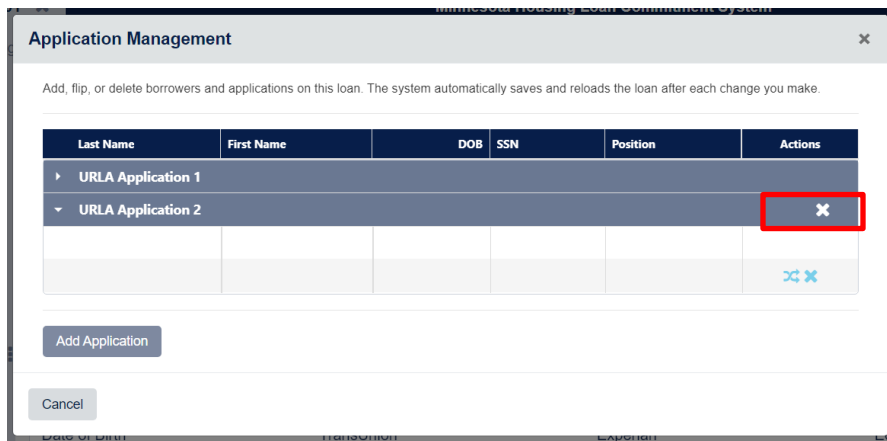 Minnesota Housing Loan Commitment System
Application Management
Add, flip, or delete borrowers and applications on this loan. The system automatically saves and reloads the loan after each change you make.
Last Name First Name DOB SSN Position Actions
URLA Application 1
URLA Application 2
Add Application
Cancel
Date of Birth TransUnion Experian